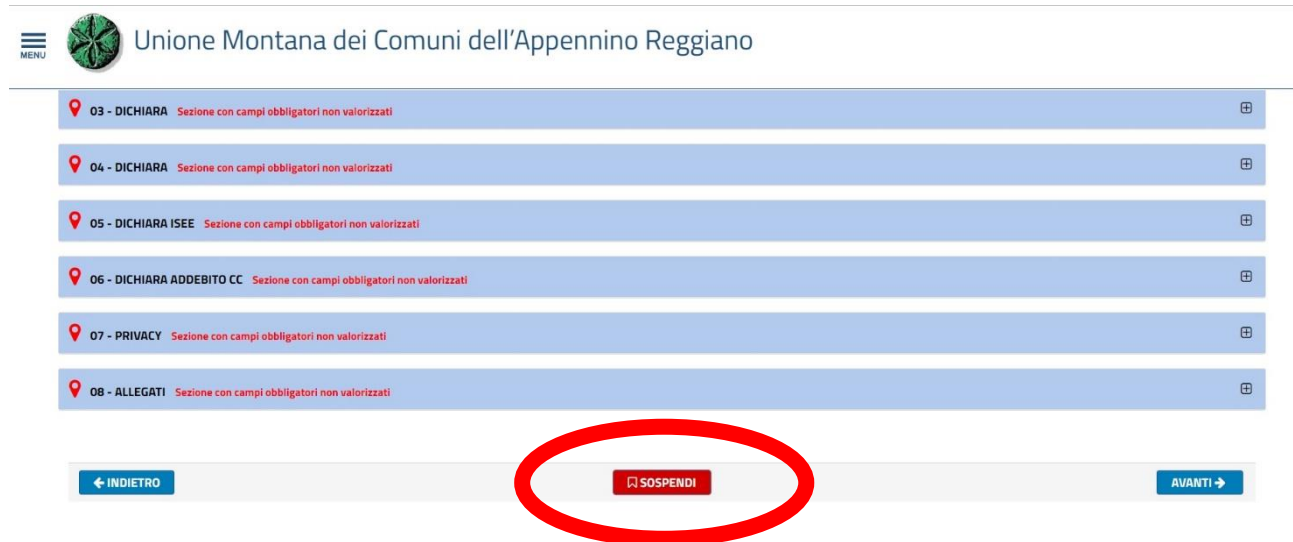 MENU
Unione Montana dei Comuni dell'Appennino Reggiano
03 - DICHIARA Sezione con campi obbligatori non valorizzati
04 - DICHIARA Sezione con campi obbligatori non valorizzati
05 - DICHIARA ISEE Sezione con campi obbligatori non valorizzati
06 - DICHIARA ADDEBITO CC Sezione con campi obbligatori non valorizzati
07 - PRIVACY Sezione con campi obbligatori non valorizzati
08 - ALLEGATI Sezione con campi obbligatori non valorizzati
INDIETRO SOSPENDI AVANTI